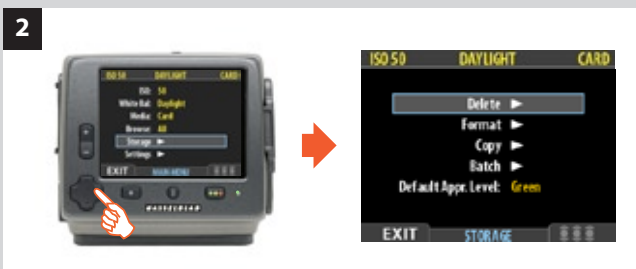 2
ISO 50 DAYLIGHT CARD
ISO: 50
White Bal: Daylight
Media: Card
Browse: All
Storage ►
Settings ►
EXIT MAIN MENU
HASSELBLAD
ISO 50 DAYLIGHT CARD
Delete ►
Format ►
Copy ►
Batch ►
Default Appr. Level: Green
EXIT STORAGE